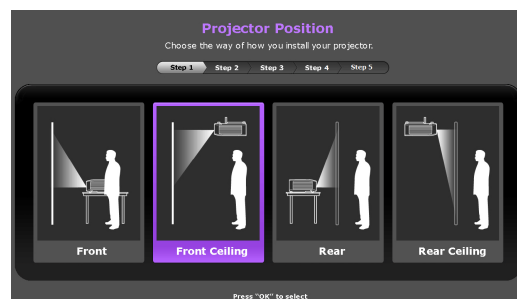 Projector Position
Choose the way of how you install your projector.
Step 1 Step 2 Step 3 Step 4 Step 5
Front Front Ceiling Rear Rear Ceiling
Press "OK" to select